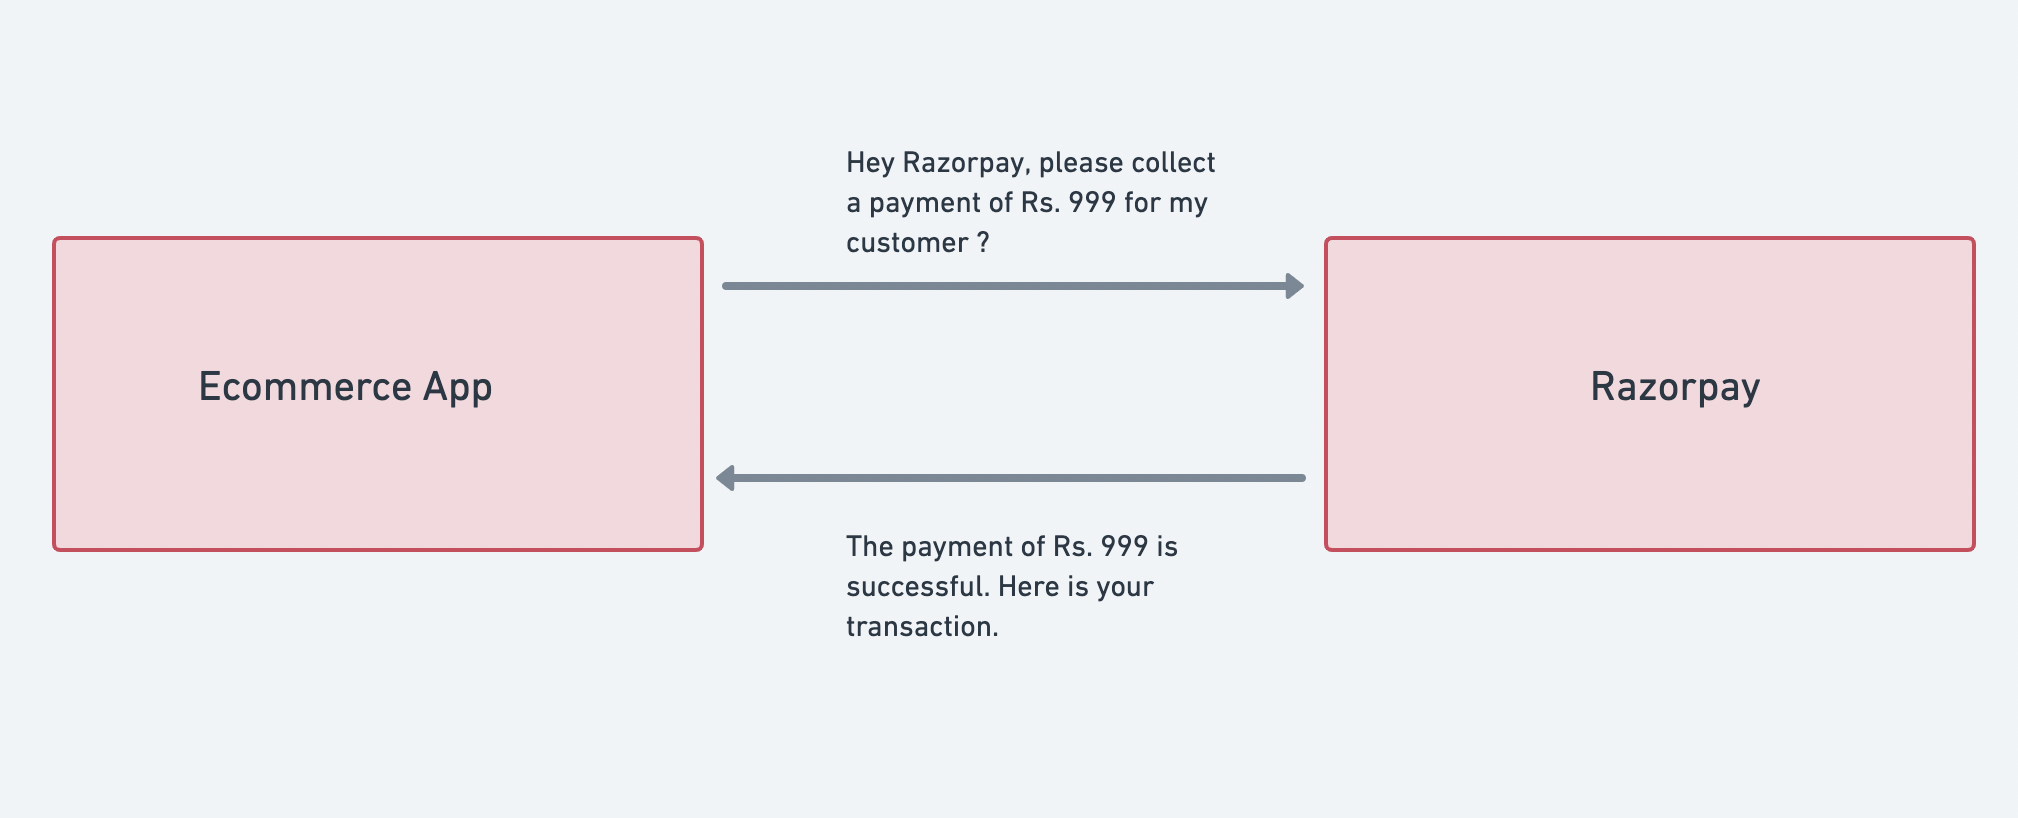 Hey Razorpay, please collect
a payment of Rs. 999 for my
customer ?
Ecommerce App
Razorpay
The payment of Rs. 999 is
successful. Here is your
transaction.